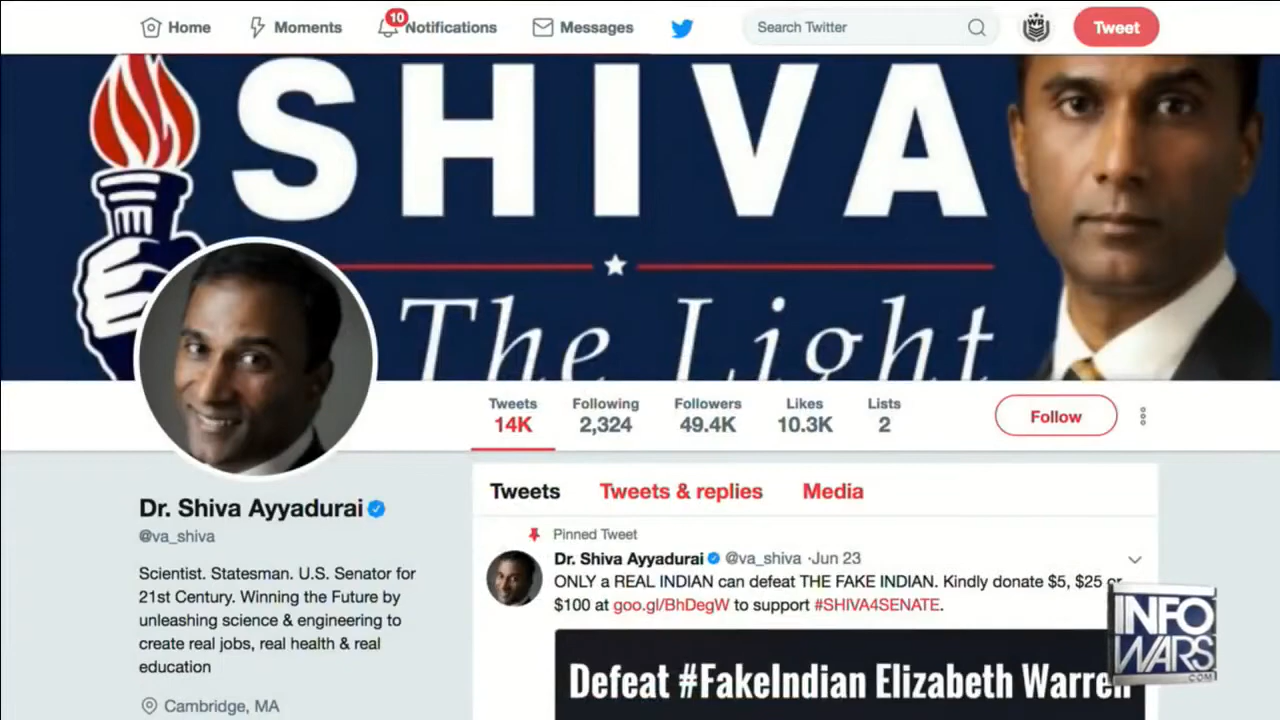 Home Moments 10 Notifications Messages Search Twitter Tweet
SHIVA
The Light
Tweets Following Followers Likes Lists
14K 2,324 49.4K 10.3K 2
Follow
Dr. Shiva Ayyadurai
@va_shiva
Scientist. Statesman. U.S. Senator for
21st Century. Winning the Future by
unleashing science & engineering to
create real jobs, real health & real
education
Cambridge, MA
Tweets Tweets & replies Media
Pinned Tweet
Dr. Shiva Ayyadurai @va_shiva · Jun 23
ONLY a REAL INDIAN can defeat THE FAKE INDIAN. Kindly donate $5, $25 or
$100 at goo.gl/BhDegW to support #SHIVA4SENATE.
Defeat #FakeIndian Elizabeth Warren
INFO
WARS
.COM